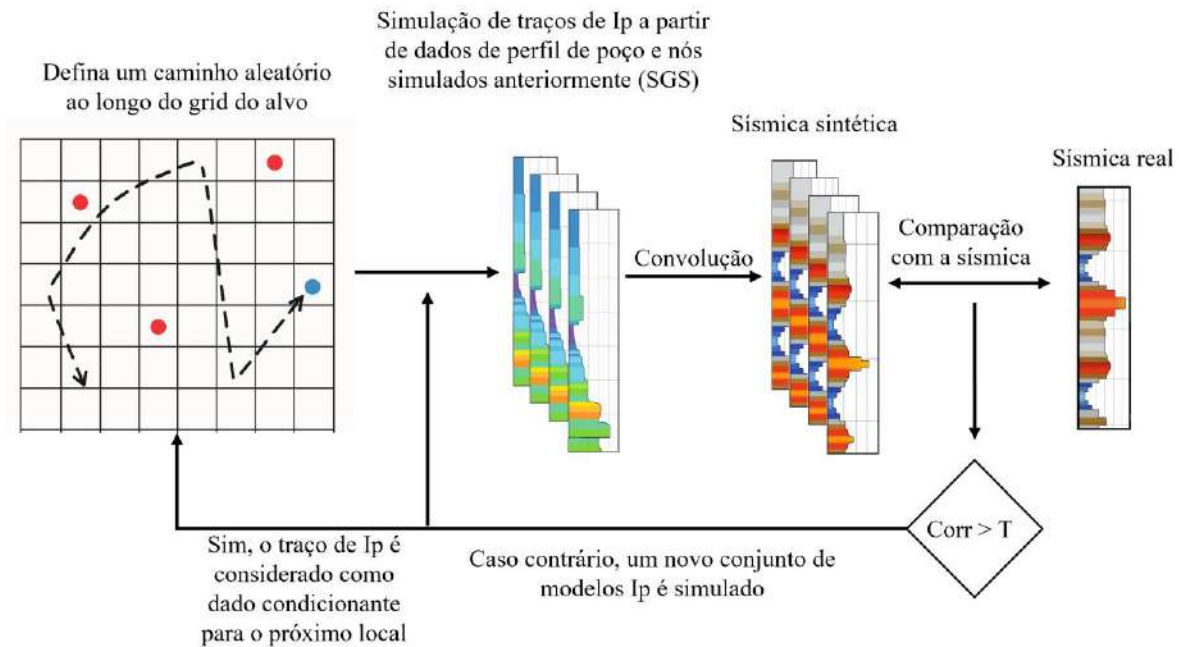 Simulação de traços de Ip a partir
de dados de perfil de poço e nós
simulados anteriormente (SGS)
Defina um caminho aleatório
ao longo do grid do alvo
Sísmica sintética
Sísmica real
Convolução
Comparação
com a sísmica
Corr > T
Sim, o traço de Ip é
considerado como
dado condicionante
para o próximo local
Caso contrário, um novo conjunto de
modelos Ip é simulado